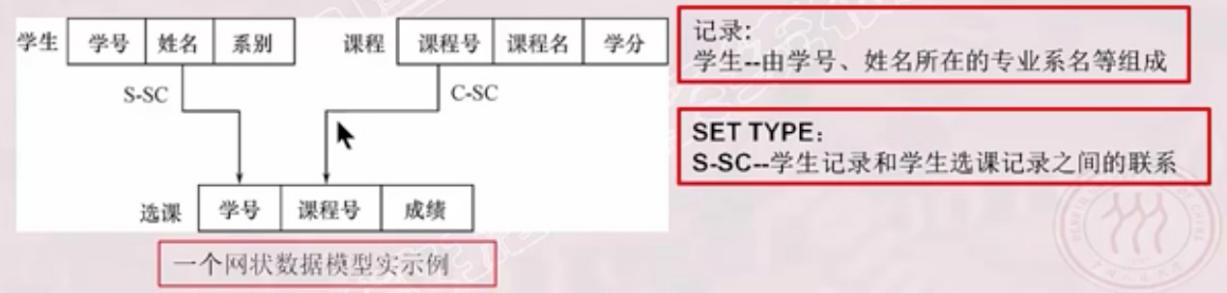 学生 学号 姓名 系别 课程 课程号 课程名 学分
S-SC C-SC
选课 学号 课程号 成绩
一个网状数据模型实示例
记录:
学生--由学号、姓名所在的专业系名等组成
SET TYPE：
S-SC--学生记录和学生选课记录之间的联系